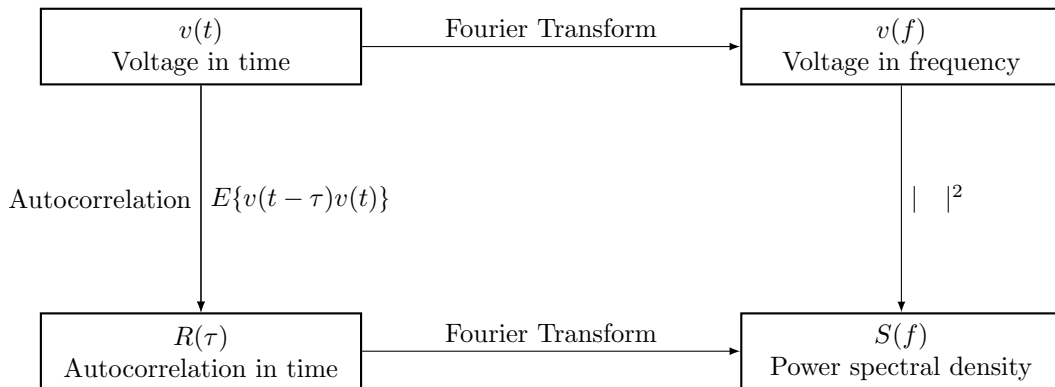 v(t)
Voltage in time
Fourier Transform
v(f)
Voltage in frequency
Autocorrelation
E{v(t − τ)v(t)}
|   |²
R(τ)
Autocorrelation in time
Fourier Transform
S(f)
Power spectral density